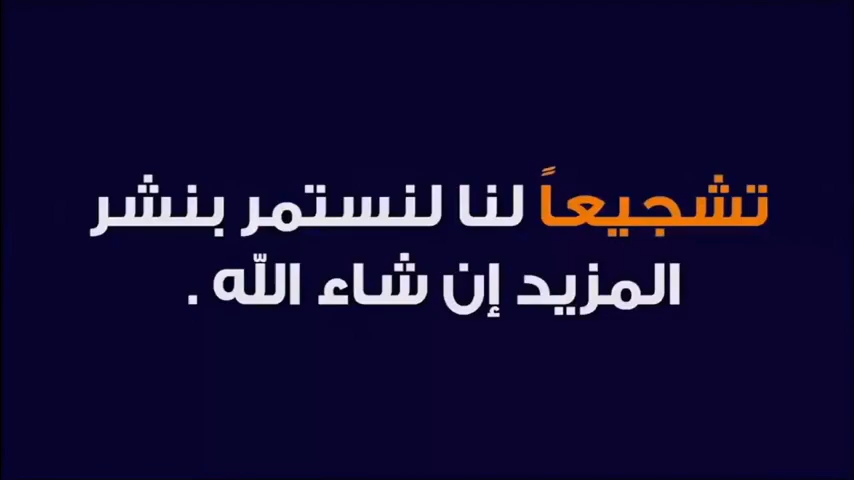 تشجيعاً لنا لنستمر بنشر
المزيد إن شاء الله .